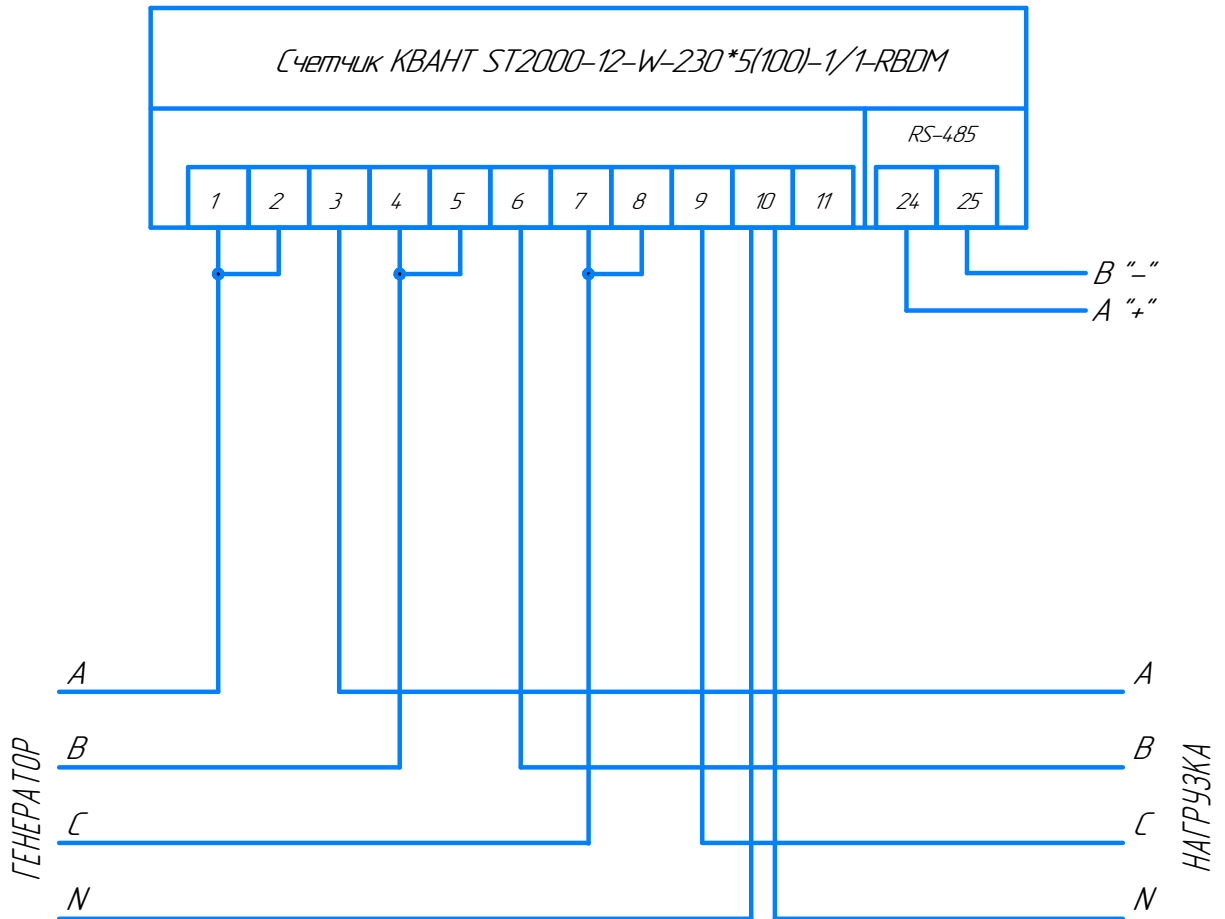 Счетчик КВАНТ ST2000-12-W-230*5(100)-1/1-RBDM
RS-485
1 2 3 4 5 6 7 8 9 10 11 24 25
B "-"
A "+"
ГЕНЕРАТОР
A
B
C
N
A
B
C
N
НАГРУЗКА